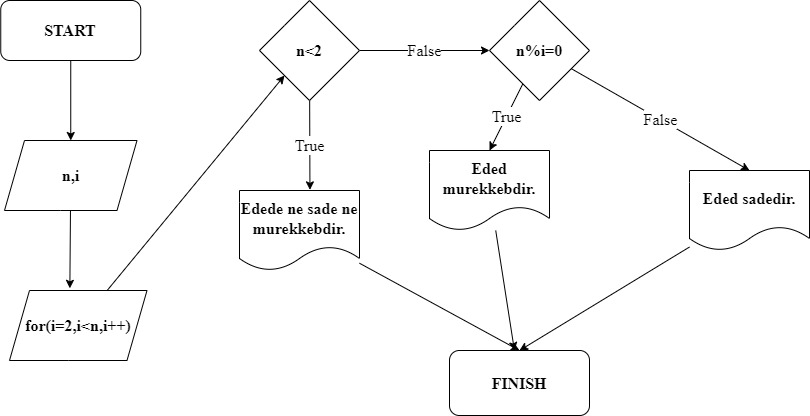 START
n,i
for(i=2,i<n,i++)
n<2
False
n%i=0
True
True
False
Edede ne sade ne
murekkebdir.
Eded
murekkebdir.
Eded sadedir.
FINISH